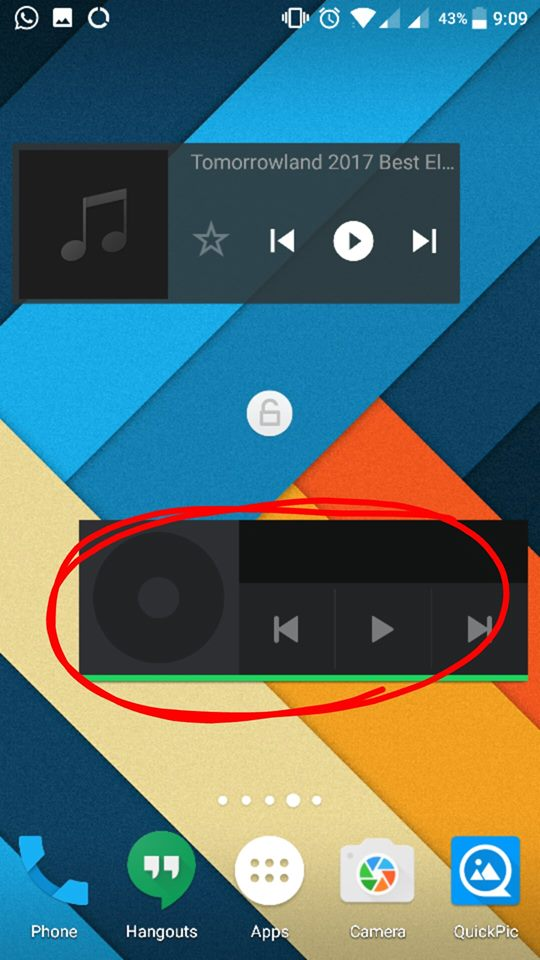 43% 9:09
Tomorrowland 2017 Best El...
Phone Hangouts Apps Camera QuickPic